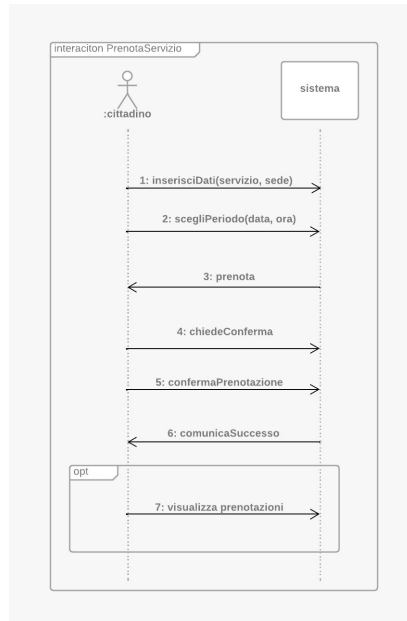 interaciton PrenotaServizio
sistema
:cittadino
1: inserisciDati(servizio, sede)
2: scegliPeriodo(data, ora)
3: prenota
4: chiedeConferma
5: confermaPrenotazione
6: comunicaSuccesso
opt
7: visualizza prenotazioni